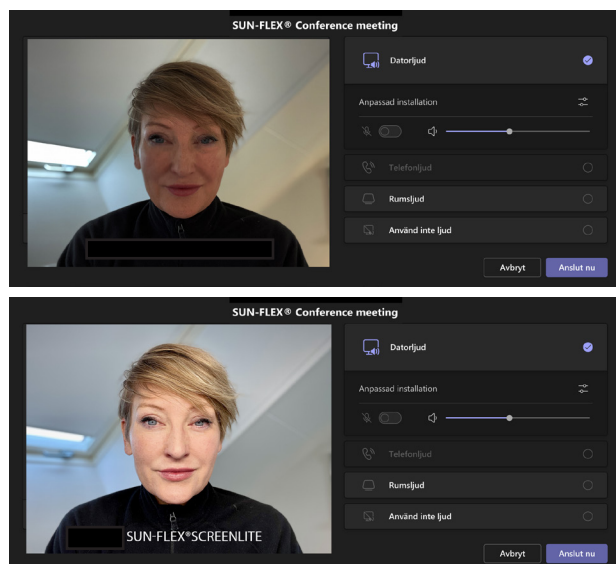 SUN-FLEX® Conference meeting
Datorljud
Anpassad installation
Telefonljud
Rumsljud
Använd inte ljud
Avbryt
Anslut nu
SUN-FLEX® Conference meeting
Datorljud
Anpassad installation
Telefonljud
Rumsljud
Använd inte ljud
SUN-FLEX®SCREENLITE
Avbryt
Anslut nu